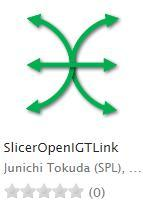 SlicerOpenIGTLink
Junichi Tokuda (SPL), ...
(0)